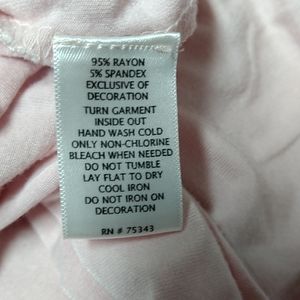 95% RAYON
5% SPANDEX
EXCLUSIVE OF
DECORATION
TURN GARMENT
INSIDE OUT
HAND WASH COLD
ONLY NON-CHLORINE
BLEACH WHEN NEEDED
DO NOT TUMBLE
LAY FLAT TO DRY
COOL IRON
DO NOT IRON ON
DECORATION
RN # 75343